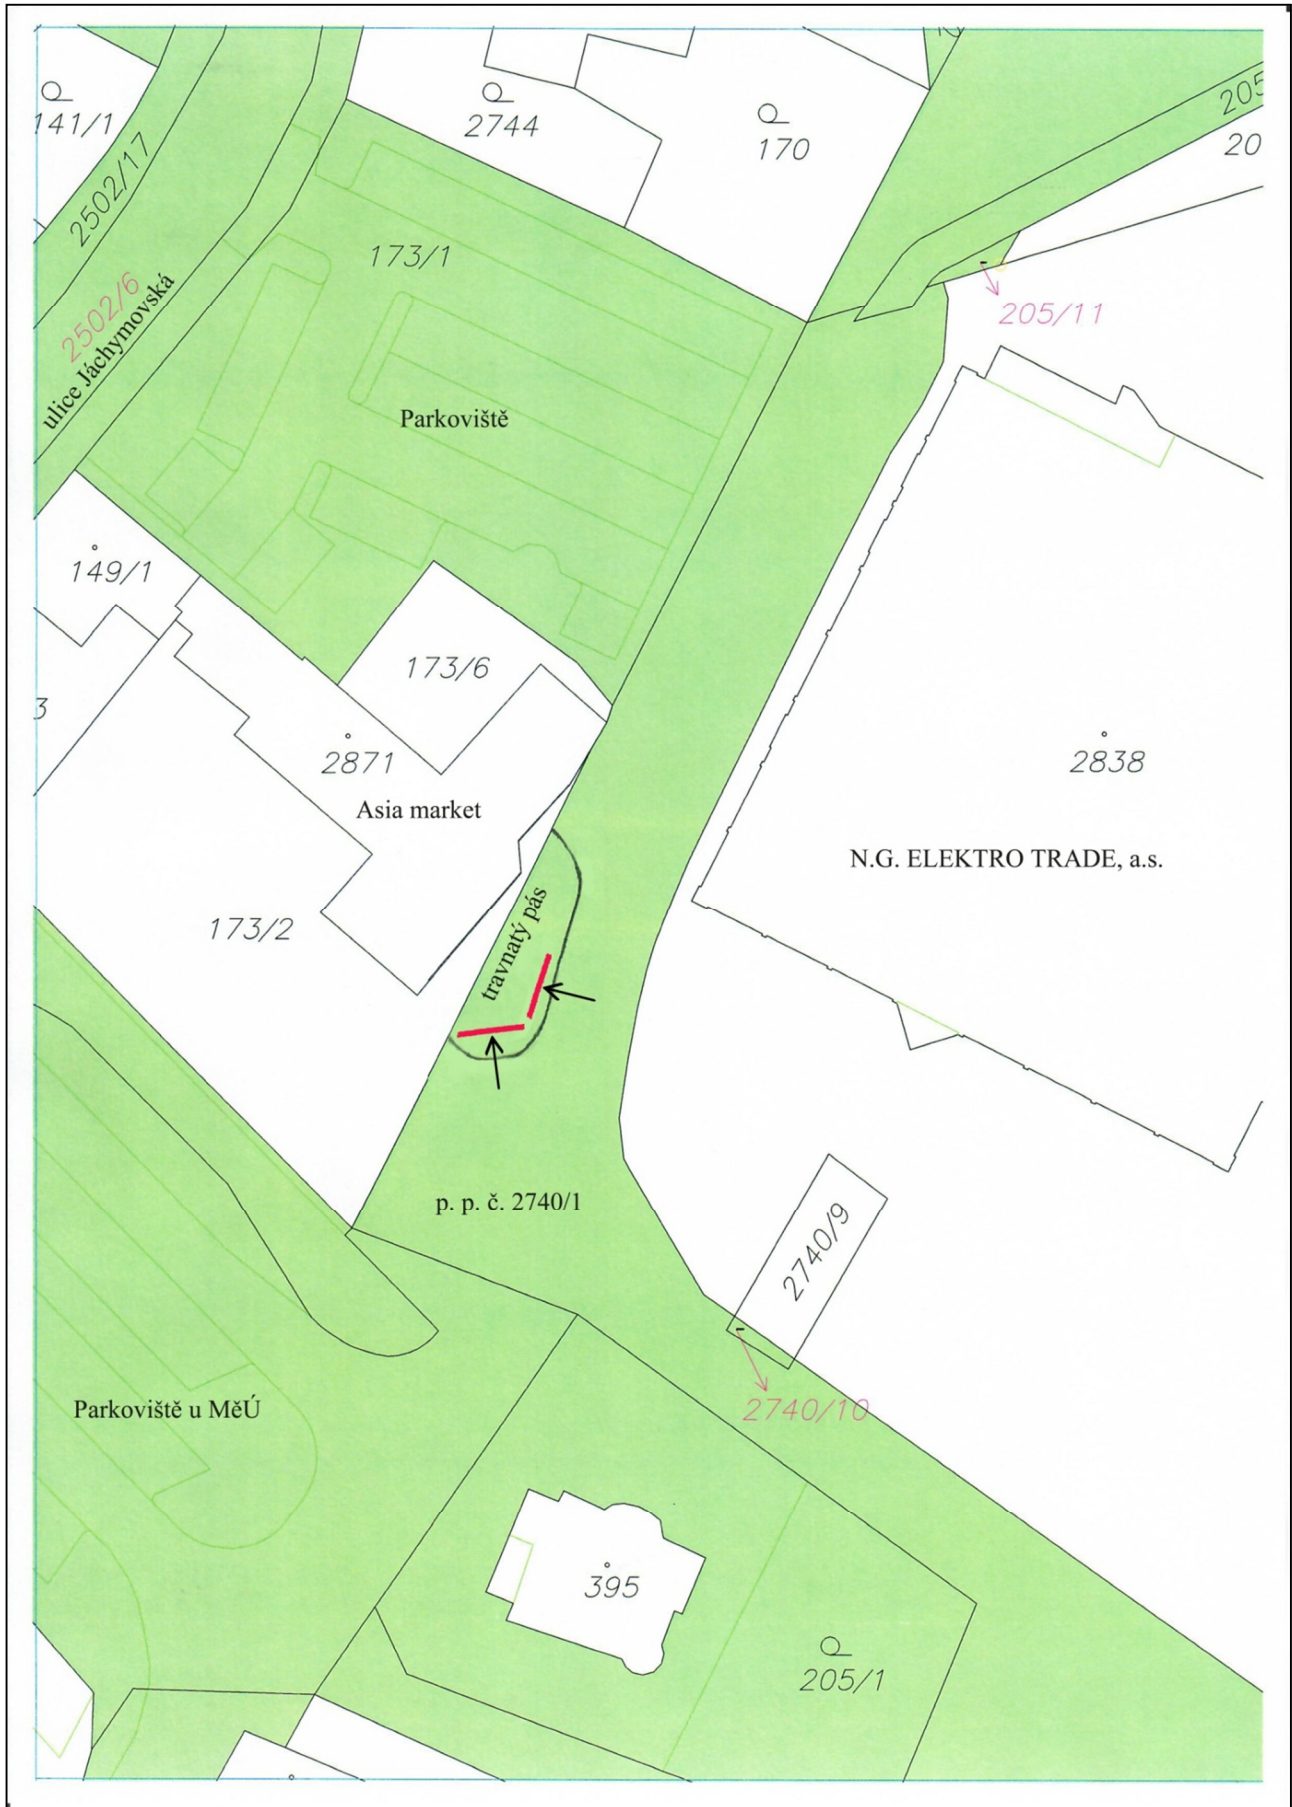 141/1
2744
170
205
20
2502/17
173/1
2502/6
ulice Jáchymovská
205/11
Parkoviště
149/1
173/6
3
2871
2838
Asia market
N.G. ELEKTRO TRADE, a.s.
173/2
travnatý pás
p. p. č. 2740/1
2740/9
Parkoviště u MěÚ
2740/10
395
205/1